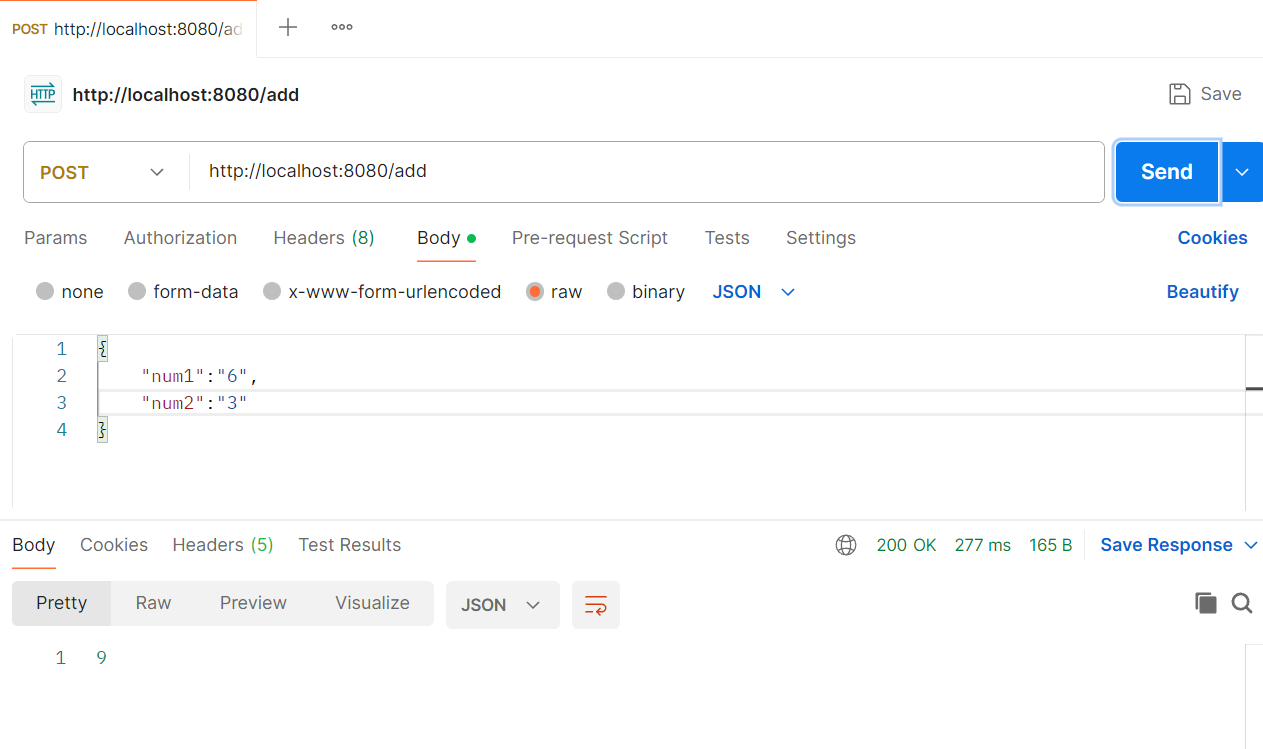 POST http://localhost:8080/ad
HTTP http://localhost:8080/add Save
POST http://localhost:8080/add Send
Params Authorization Headers (8) Body Pre-request Script Tests Settings Cookies
none form-data x-www-form-urlencoded raw binary JSON Beautify
1 {
2 "num1":"6",
3 "num2":"3"
4 }
Body Cookies Headers (5) Test Results 200 OK 277 ms 165 B Save Response
Pretty Raw Preview Visualize JSON
1 9